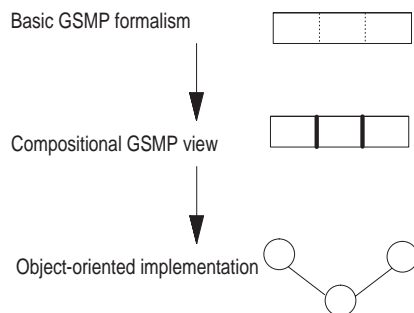 Basic GSMP formalism
Compositional GSMP view
Object-oriented implementation